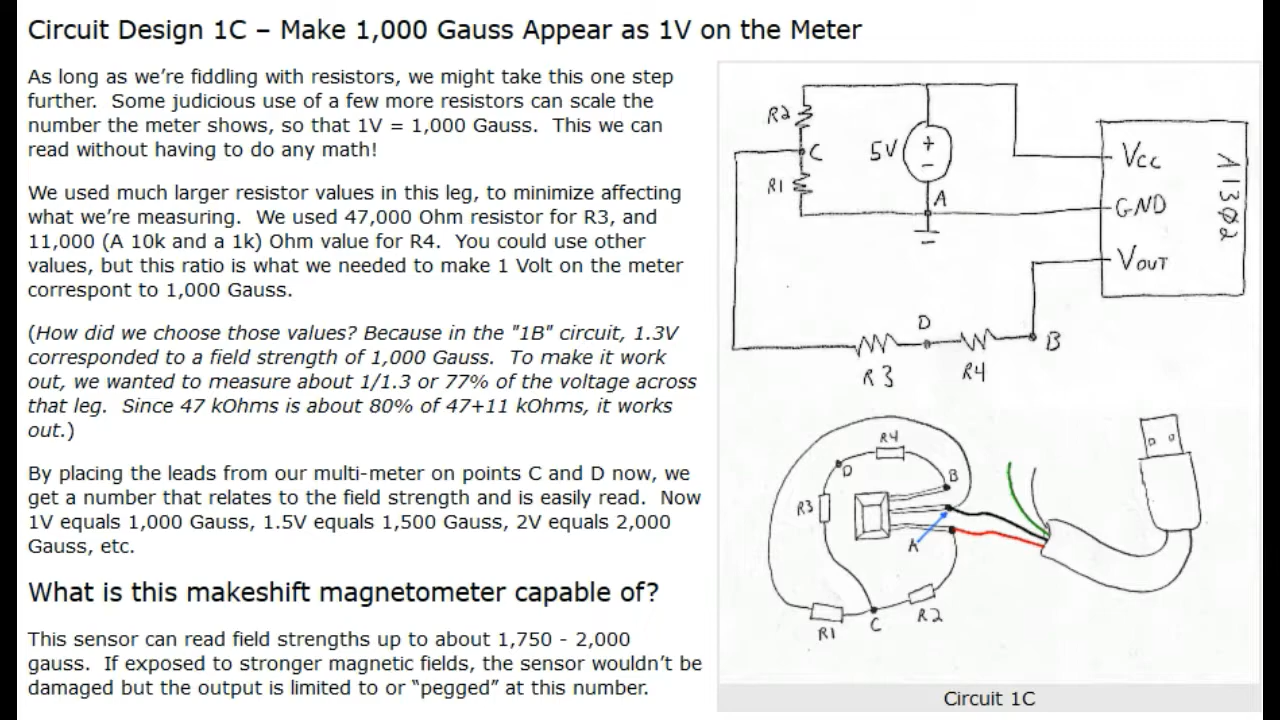 Circuit Design 1C – Make 1,000 Gauss Appear as 1V on the Meter
As long as we’re fiddling with resistors, we might take this one step
further. Some judicious use of a few more resistors can scale the
number the meter shows, so that 1V = 1,000 Gauss. This we can
read without having to do any math!
We used much larger resistor values in this leg, to minimize affecting
what we’re measuring. We used 47,000 Ohm resistor for R3, and
11,000 (A 10k and a 1k) Ohm value for R4. You could use other
values, but this ratio is what we needed to make 1 Volt on the meter
correspont to 1,000 Gauss.
(How did we choose those values? Because in the "1B" circuit, 1.3V
corresponded to a field strength of 1,000 Gauss. To make it work
out, we wanted to measure about 1/1.3 or 77% of the voltage across
that leg. Since 47 kOhms is about 80% of 47+11 kOhms, it works
out.)
By placing the leads from our multi-meter on points C and D now, we
get a number that relates to the field strength and is easily read. Now
1V equals 1,000 Gauss, 1.5V equals 1,500 Gauss, 2V equals 2,000
Gauss, etc.
What is this makeshift magnetometer capable of?
This sensor can read field strengths up to about 1,750 - 2,000
gauss. If exposed to stronger magnetic fields, the sensor wouldn’t be
damaged but the output is limited to or “pegged” at this number.
R2
C
R1
5V
+
−
A
Vcc
GND
Vout
A1302
D
B
R3
R4
R4
D
B
R3
A
R1
C
R2
Circuit 1C